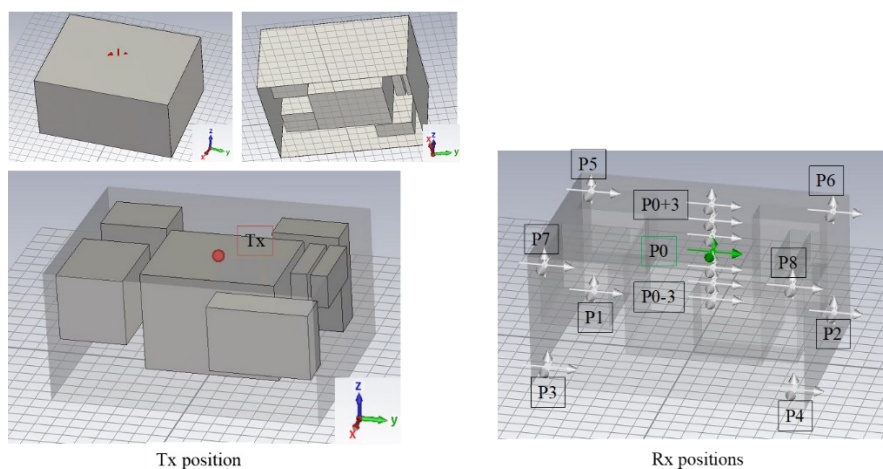 z
x
y
z
x
y
Tx
z
x
y
Tx position
P5
P6
P0+3
P7
P0
P8
P0-3
P1
P2
P3
P4
Rx positions